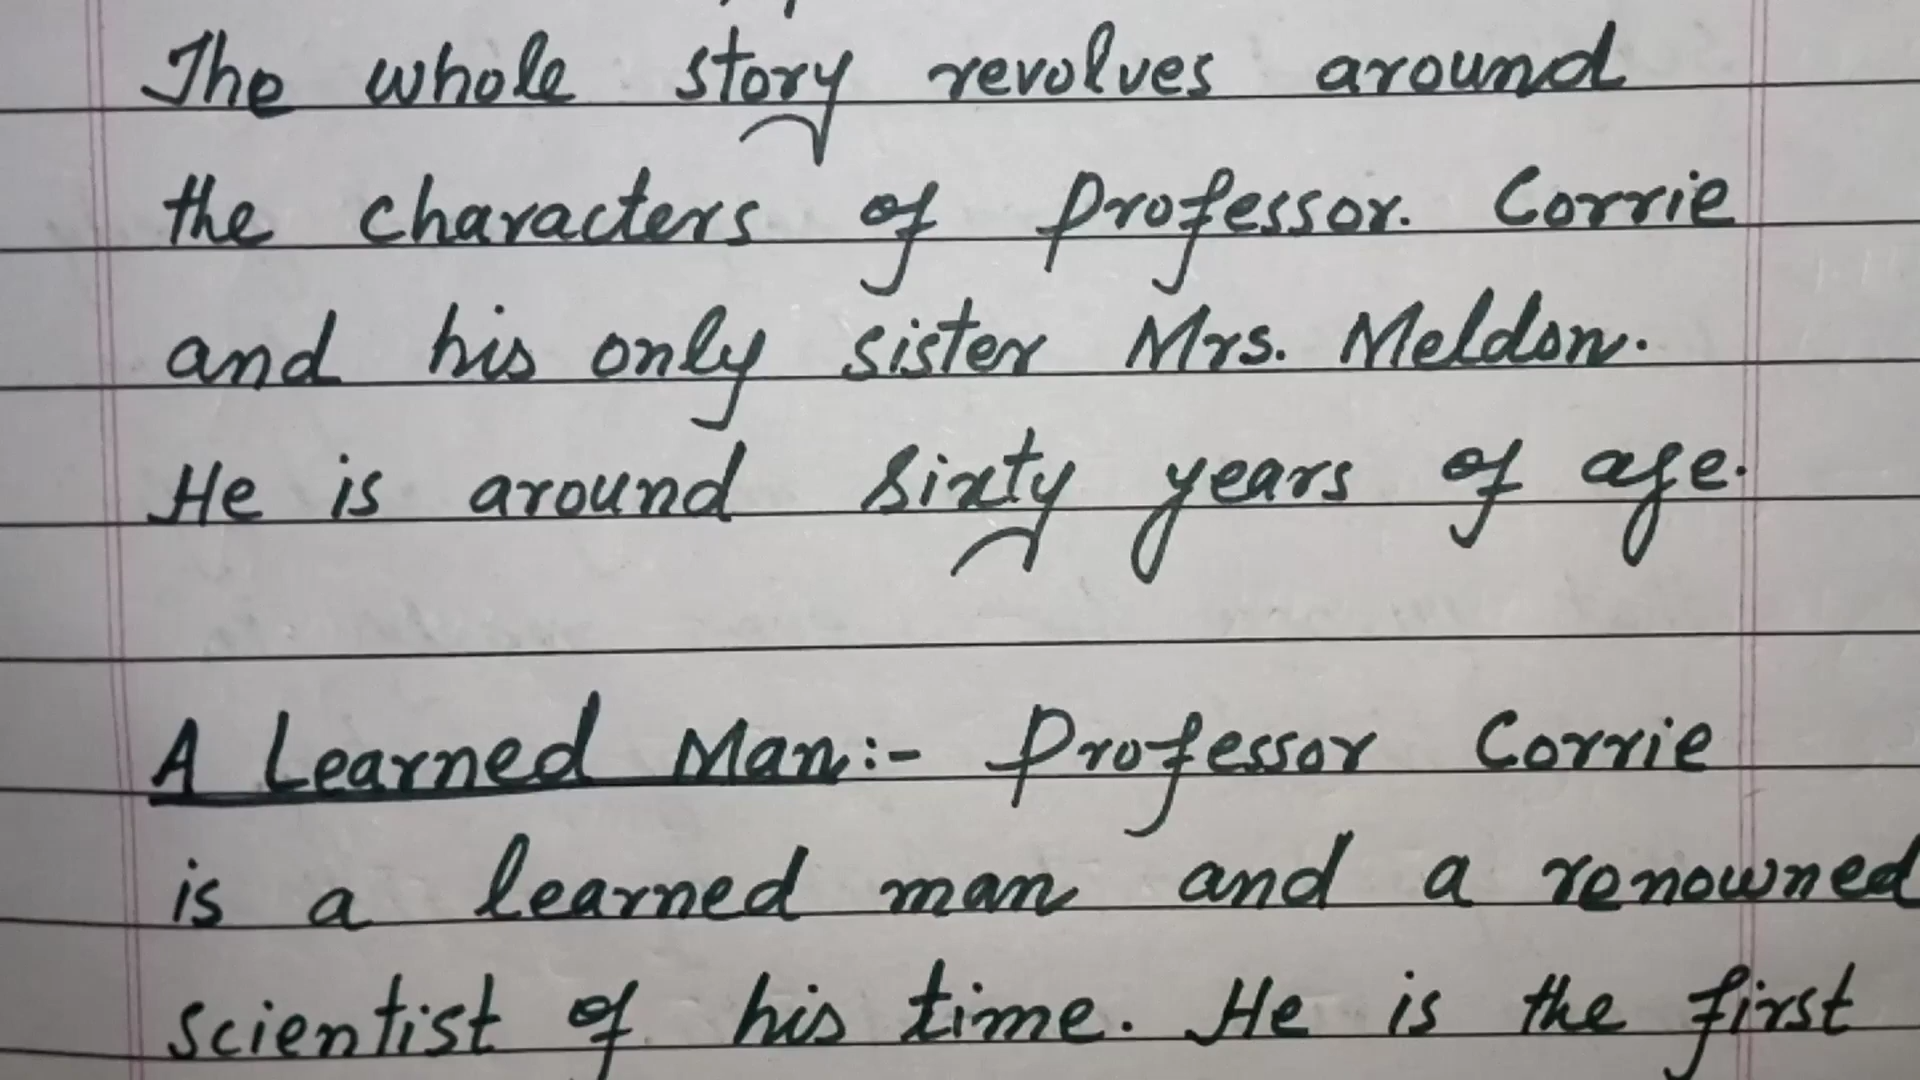 The whole story revolves around
the characters of Professor. Corrie
and his only sister Mrs. Meldon.
He is around sixty years of age.
A Learned Man:- Professor Corrie
is a learned man and a renowned
scientist of his time. He is the first